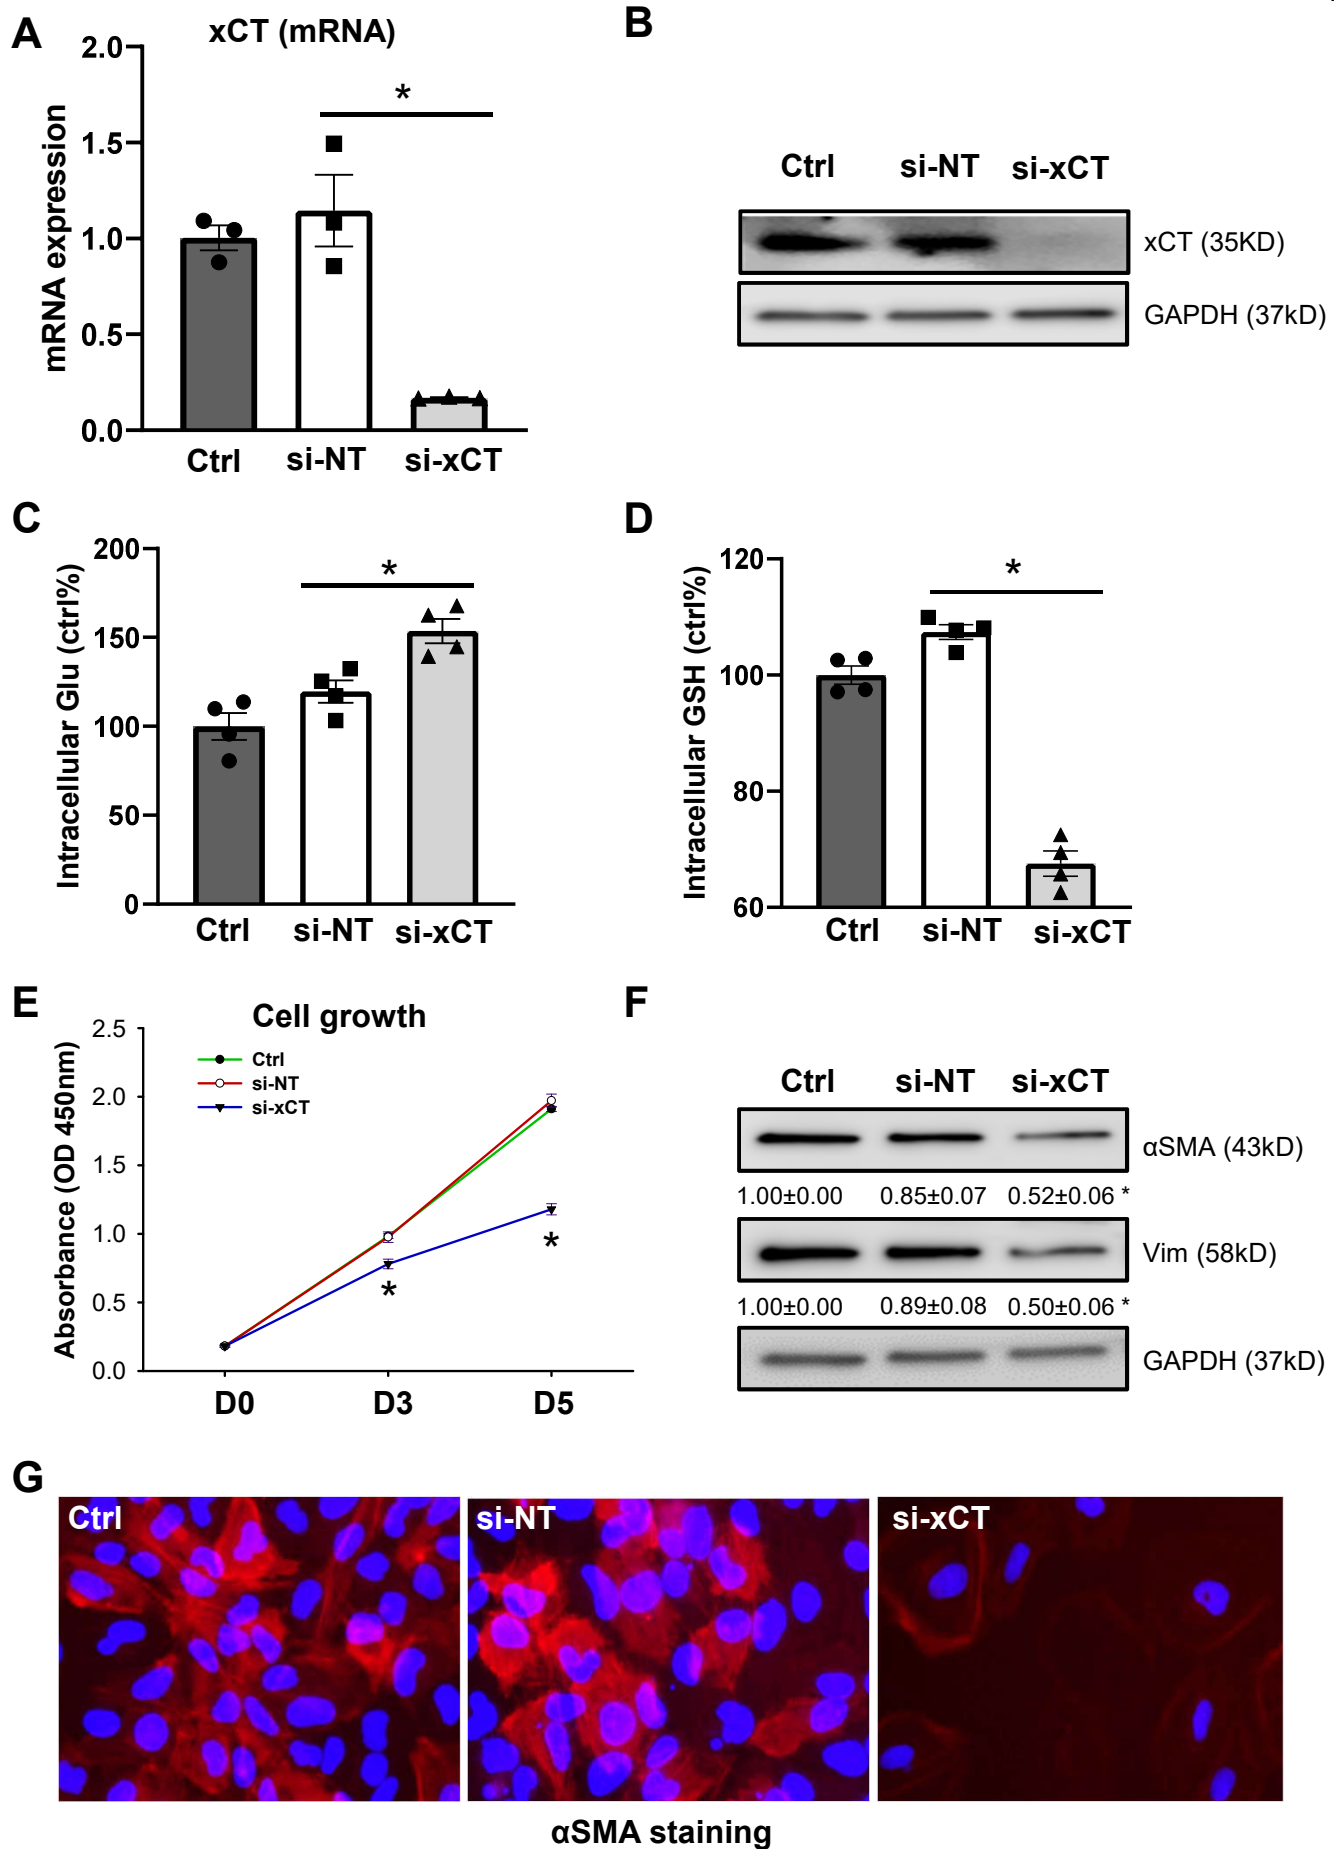 A
xCT (mRNA)
mRNA expression
2.0
1.5
1.0
0.5
0.0
*
Ctrl si-NT si-xCT
B
Ctrl si-NT si-xCT
xCT (35KD)
GAPDH (37kD)
C
Intracellular Glu (ctrl%)
200
150
100
50
0
*
Ctrl si-NT si-xCT
D
Intracellular GSH (ctrl%)
120
100
80
60
*
Ctrl si-NT si-xCT
E
Cell growth
Absorbance (OD 450nm)
2.5
2.0
1.5
1.0
0.5
0.0
Ctrl
si-NT
si-xCT
*
*
D0 D3 D5
F
Ctrl si-NT si-xCT
αSMA (43kD)
1.00±0.00 0.85±0.07 0.52±0.06 *
Vim (58kD)
1.00±0.00 0.89±0.08 0.50±0.06 *
GAPDH (37kD)
G
Ctrl si-NT si-xCT
αSMA staining